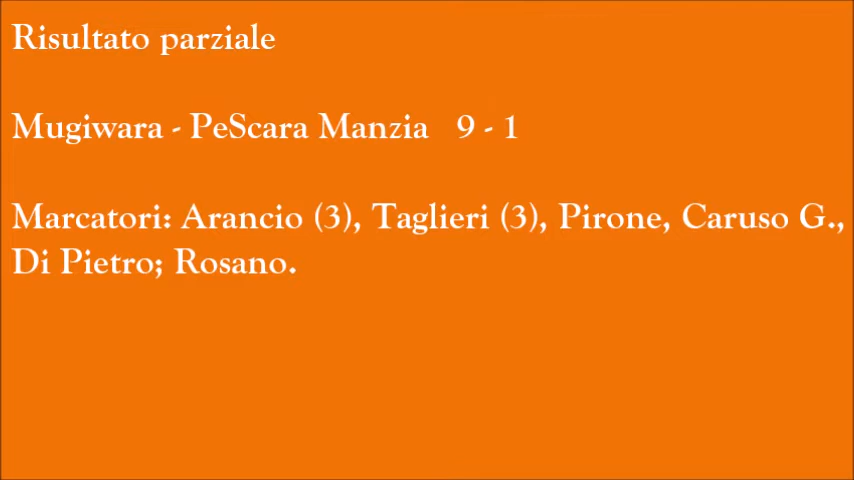 Risultato parziale
Mugiwara - PeScara Manzia 9 - 1
Marcatori: Arancio (3), Taglieri (3), Pirone, Caruso G.,
Di Pietro; Rosano.